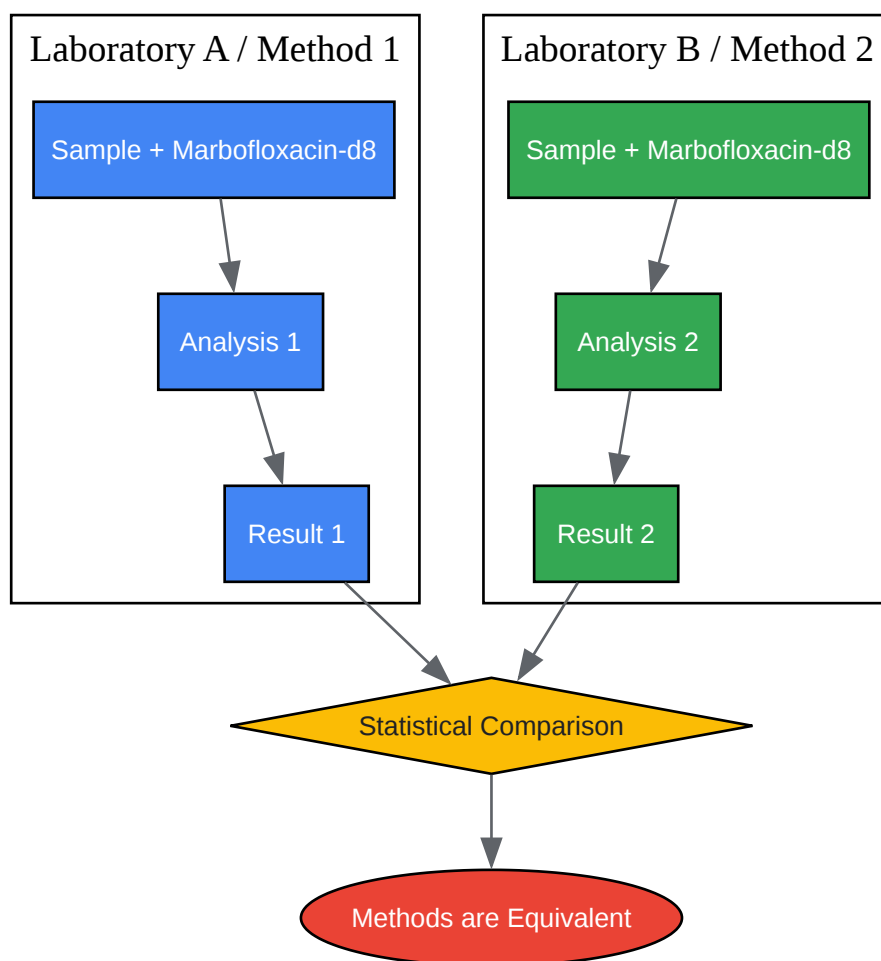 Laboratory A / Method 1
Laboratory B / Method 2
Sample + Marbofloxacin-d8
Sample + Marbofloxacin-d8
Analysis 1
Analysis 2
Result 1
Result 2
Statistical Comparison
Methods are Equivalent